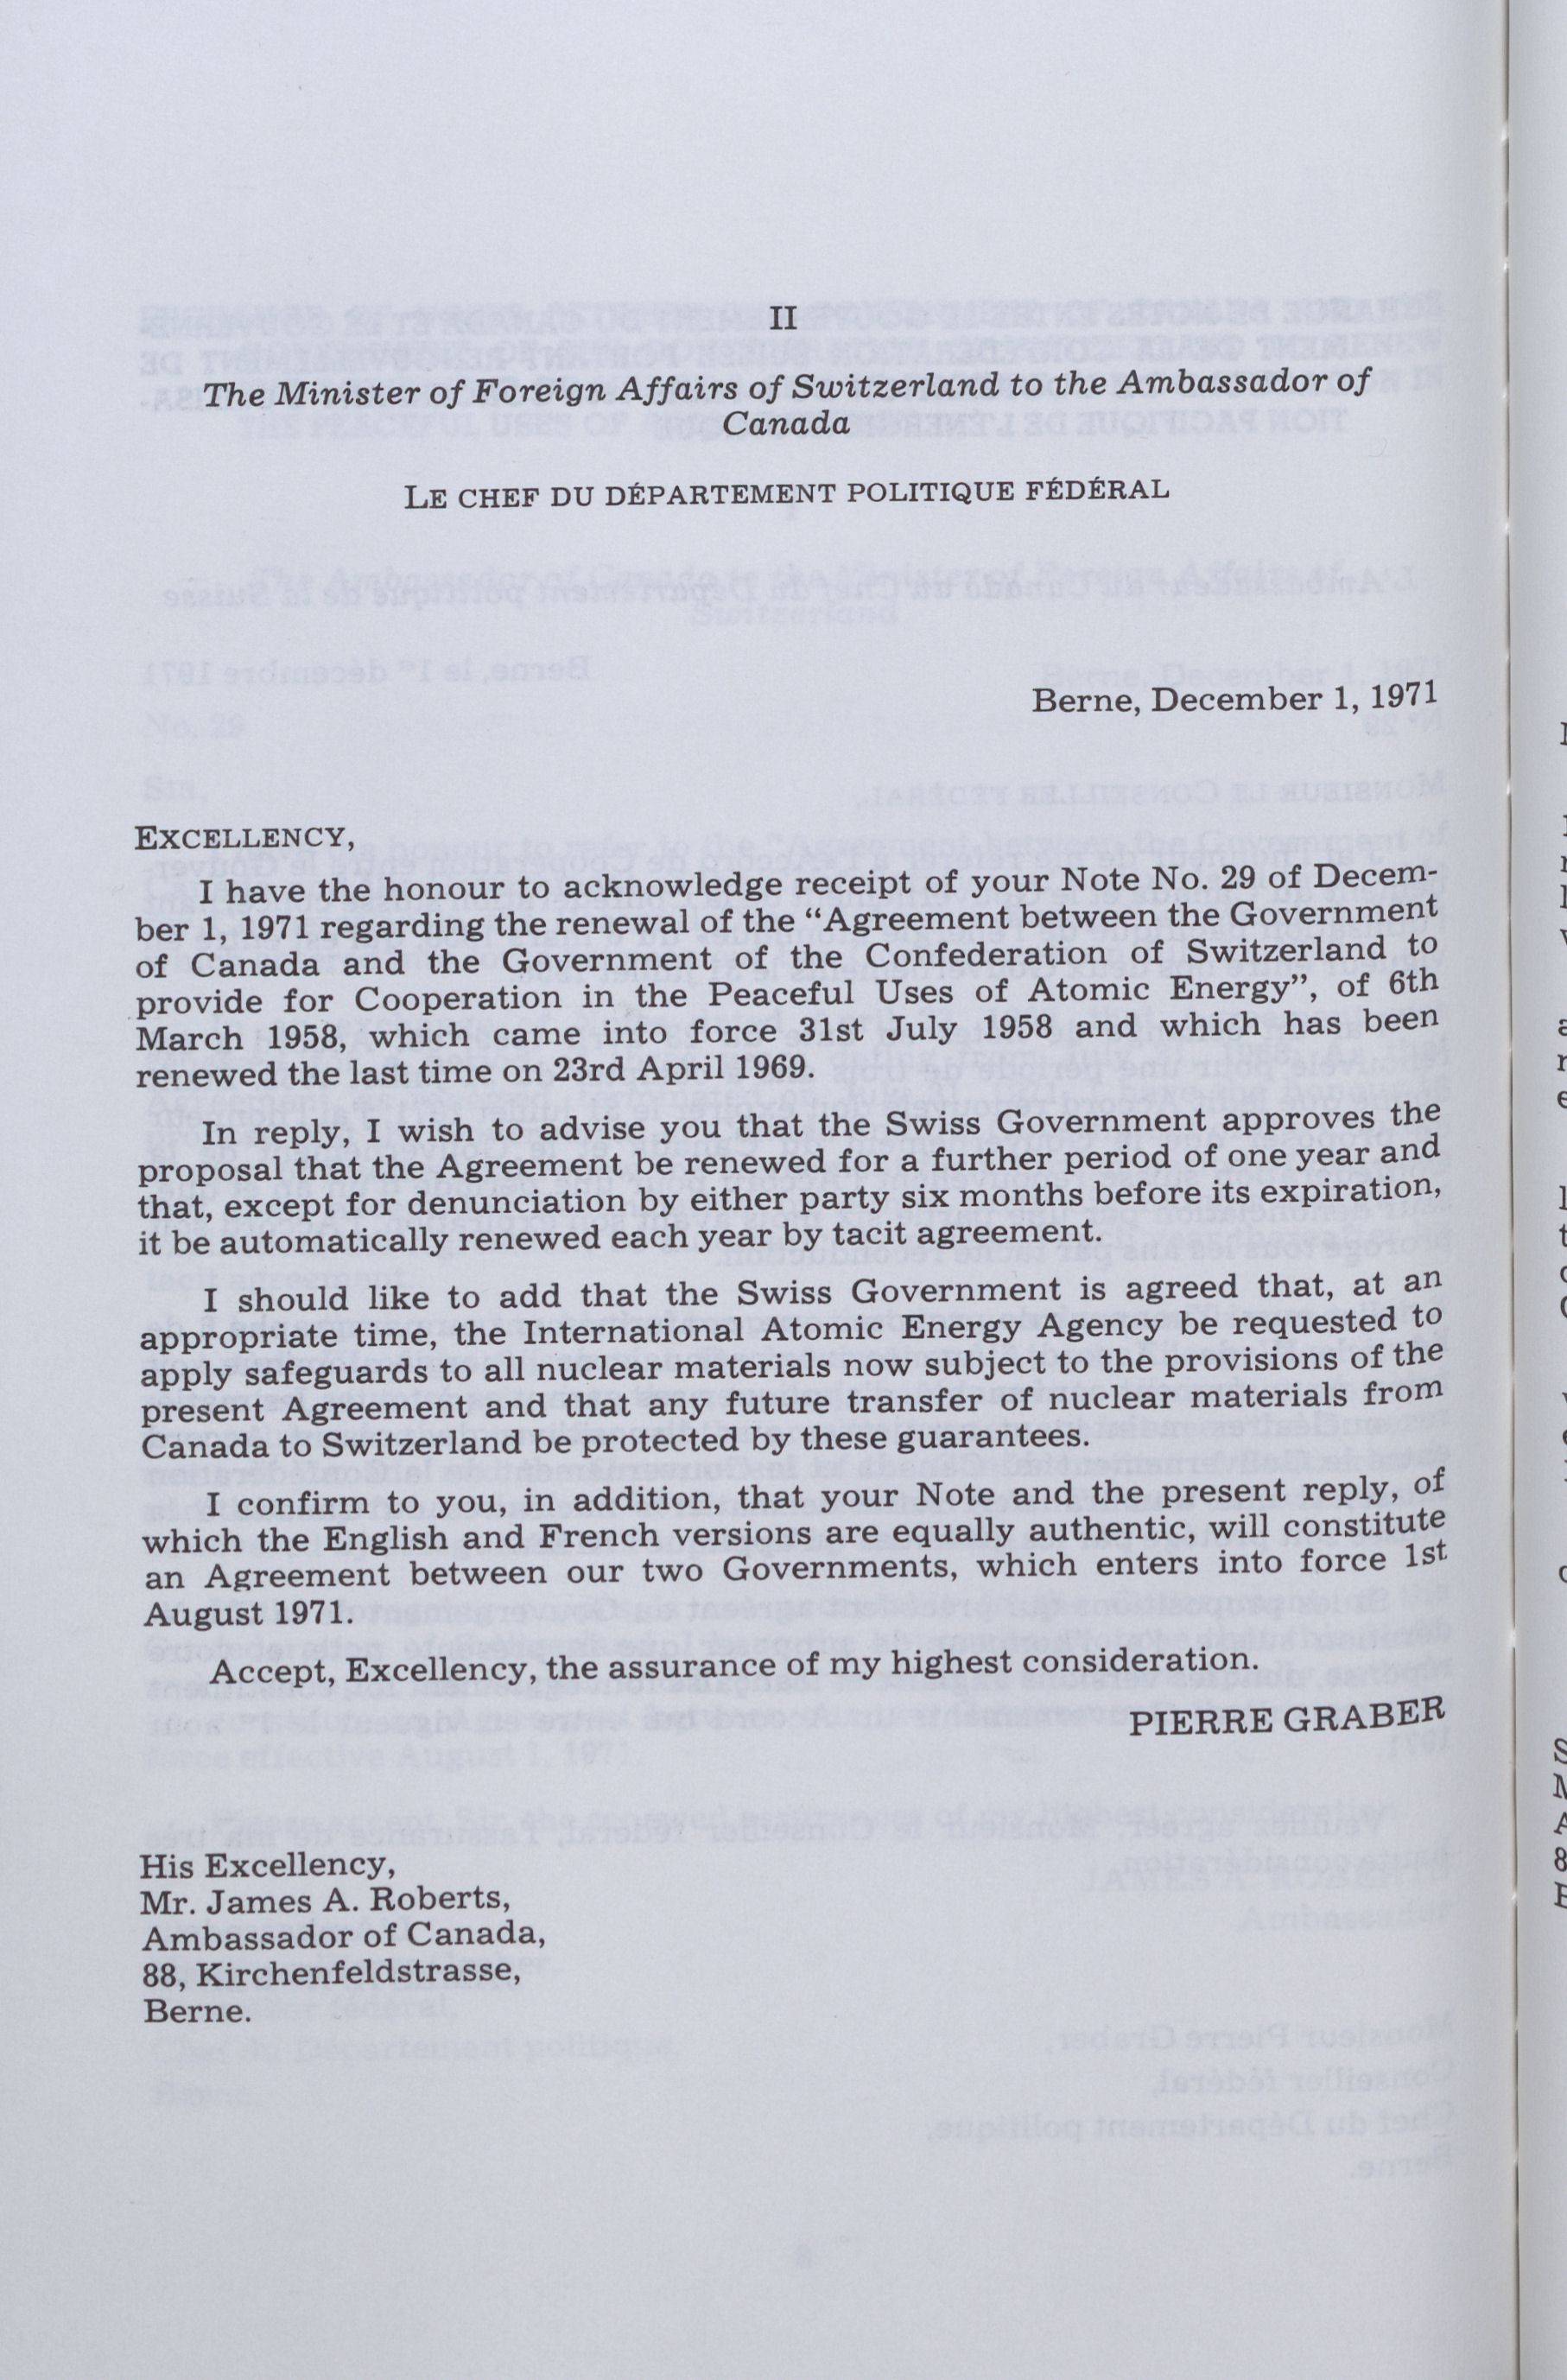 II
The Minister of Foreign Affairs of Switzerland to the Ambassador of
Canada
LE CHEF DU DÉPARTEMENT POLITIQUE FÉDÉRAL
Berne, December 1, 1971
EXCELLENCY,
I have the honour to acknowledge receipt of your Note No. 29 of Decem-
ber 1, 1971 regarding the renewal of the “Agreement between the Government
of Canada and the Government of the Confederation of Switzerland to
provide for Cooperation in the Peaceful Uses of Atomic Energy”, of 6th
March 1958, which came into force 31st July 1958 and which has been
renewed the last time on 23rd April 1969.
In reply, I wish to advise you that the Swiss Government approves the
proposal that the Agreement be renewed for a further period of one year and
that, except for denunciation by either party six months before its expiration,
it be automatically renewed each year by tacit agreement.
I should like to add that the Swiss Government is agreed that, at an
appropriate time, the International Atomic Energy Agency be requested to
apply safeguards to all nuclear materials now subject to the provisions of the
present Agreement and that any future transfer of nuclear materials from
Canada to Switzerland be protected by these guarantees.
I confirm to you, in addition, that your Note and the present reply, of
which the English and French versions are equally authentic, will constitute
an Agreement between our two Governments, which enters into force 1st
August 1971.
Accept, Excellency, the assurance of my highest consideration.
PIERRE GRABER
His Excellency,
Mr. James A. Roberts,
Ambassador of Canada,
88, Kirchenfeldstrasse,
Berne.